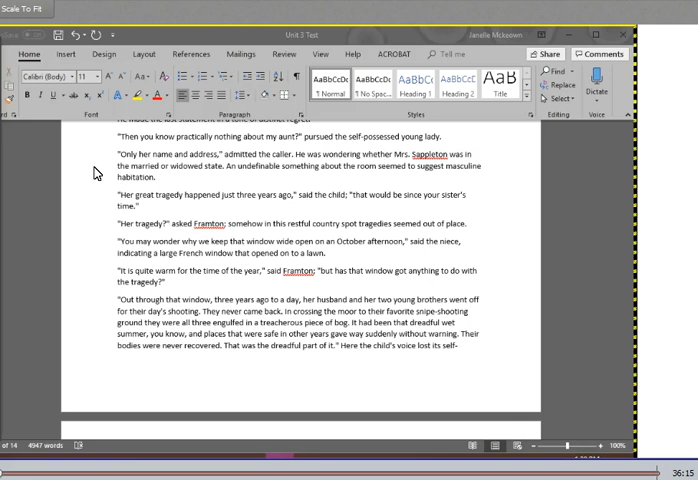 Scale To Fit
Unit 3 Test
Janelle Mckeown
Home Insert Draw Design Layout References Mailings Review View Help ACROBAT Tell me Share Comments
Calibri (Body) 11 Aa AaBbCcDc AaBbCcDc AaBbCc AaBbCcD AaB Find
Replace
¶ Normal ¶ No Spac... Heading 1 Heading 2 Title Select Dictate
Font Paragraph Styles Editing Voice
"Then you know practically nothing about my aunt?" pursued the self-possessed young lady.
"Only her name and address," admitted the caller. He was wondering whether Mrs. Sappleton was in
the married or widowed state. An undefinable something about the room seemed to suggest masculine
habitation.
"Her great tragedy happened just three years ago," said the child; "that would be since your sister's
time."
"Her tragedy?" asked Framton; somehow in this restful country spot tragedies seemed out of place.
"You may wonder why we keep that window wide open on an October afternoon," said the niece,
indicating a large French window that opened on to a lawn.
"It is quite warm for the time of the year," said Framton; "but has that window got anything to do with
the tragedy?"
"Out through that window, three years ago to a day, her husband and her two young brothers went off
for their day's shooting. They never came back. In crossing the moor to their favorite snipe-shooting
ground they were all three engulfed in a treacherous piece of bog. It had been that dreadful wet
summer, you know, and places that were safe in other years gave way suddenly without warning. Their
bodies were never recovered. That was the dreadful part of it." Here the child's voice lost its self-
of 14 4947 words 100%
36:15